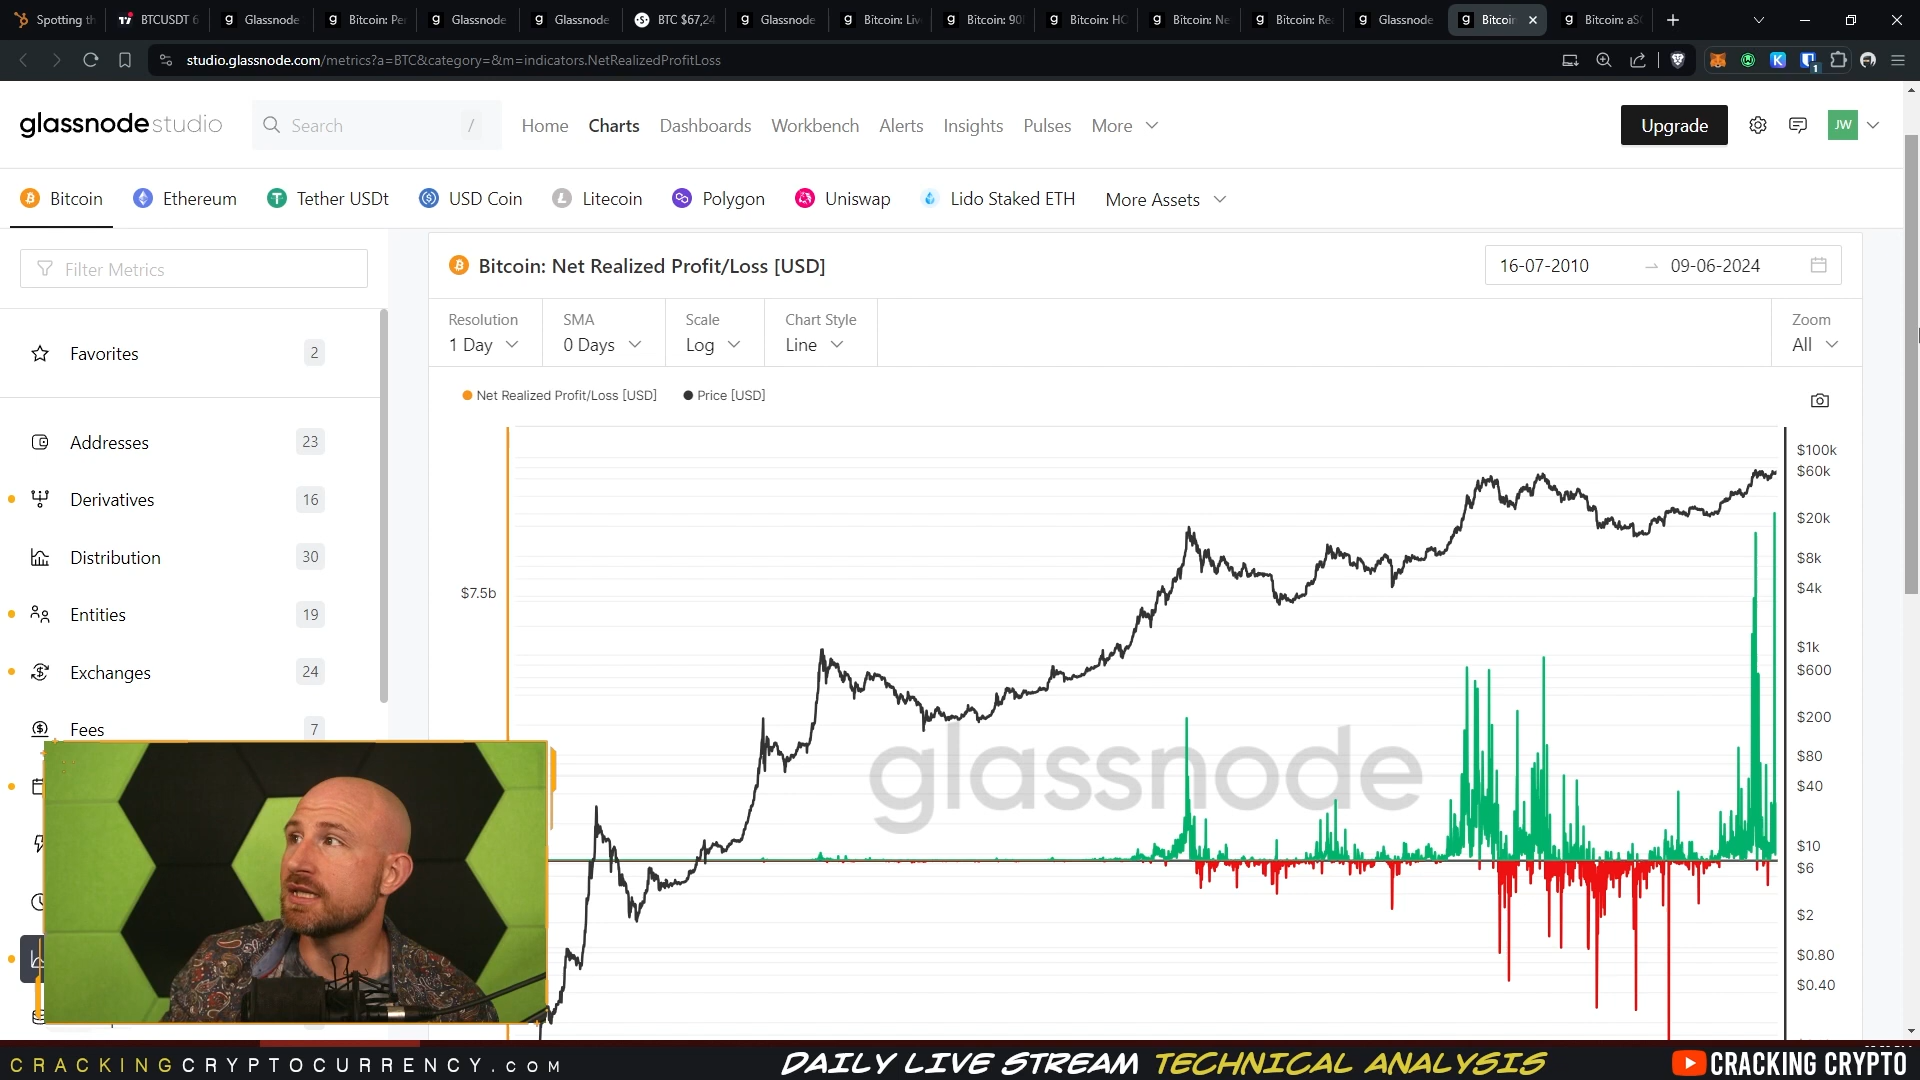 Spotting th
BTCUSDT 6
Glassnode
Bitcoin: Pe
Glassnode
Glassnode
BTC $67,24
Glassnode
Bitcoin: Liv
Bitcoin: 90
Bitcoin: HO
Bitcoin: Ne
Bitcoin: Rea
Glassnode
Bitcoin
Bitcoin: aSO
studio.glassnode.com/metrics?a=BTC&category=&m=indicators.NetRealizedProfitLoss
glassnodestudio
Search /
Home Charts Dashboards Workbench Alerts Insights Pulses More
Upgrade
JW
Bitcoin Ethereum Tether USDt USD Coin Litecoin Polygon Uniswap Lido Staked ETH More Assets
Filter Metrics
Favorites 2
Addresses 23
Derivatives 16
Distribution 30
Entities 19
Exchanges 24
Fees 7
Bitcoin: Net Realized Profit/Loss [USD]
16-07-2010 → 09-06-2024
Resolution
1 Day
SMA
0 Days
Scale
Log
Chart Style
Line
Zoom
All
Net Realized Profit/Loss [USD] Price [USD]
$7.5b
$100k
$60k
$20k
$8k
$4k
$1k
$600
$200
$80
$40
$10
$6
$2
$0.80
$0.40
glassnode
CRACKINGCRYPTOCURRENCY.COM
DAILY LIVE STREAM TECHNICAL ANALYSIS
CRACKING CRYPTO